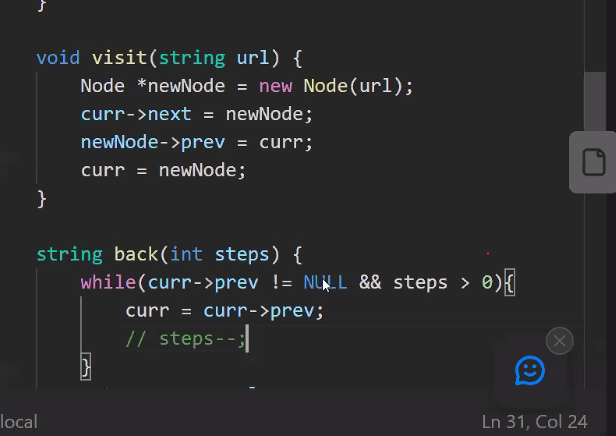 }
void visit(string url) {
Node *newNode = new Node(url);
curr->next = newNode;
newNode->prev = curr;
curr = newNode;
}
string back(int steps) {
while(curr->prev != NULL && steps > 0){
curr = curr->prev;
// steps--;
}
local
Ln 31, Col 24